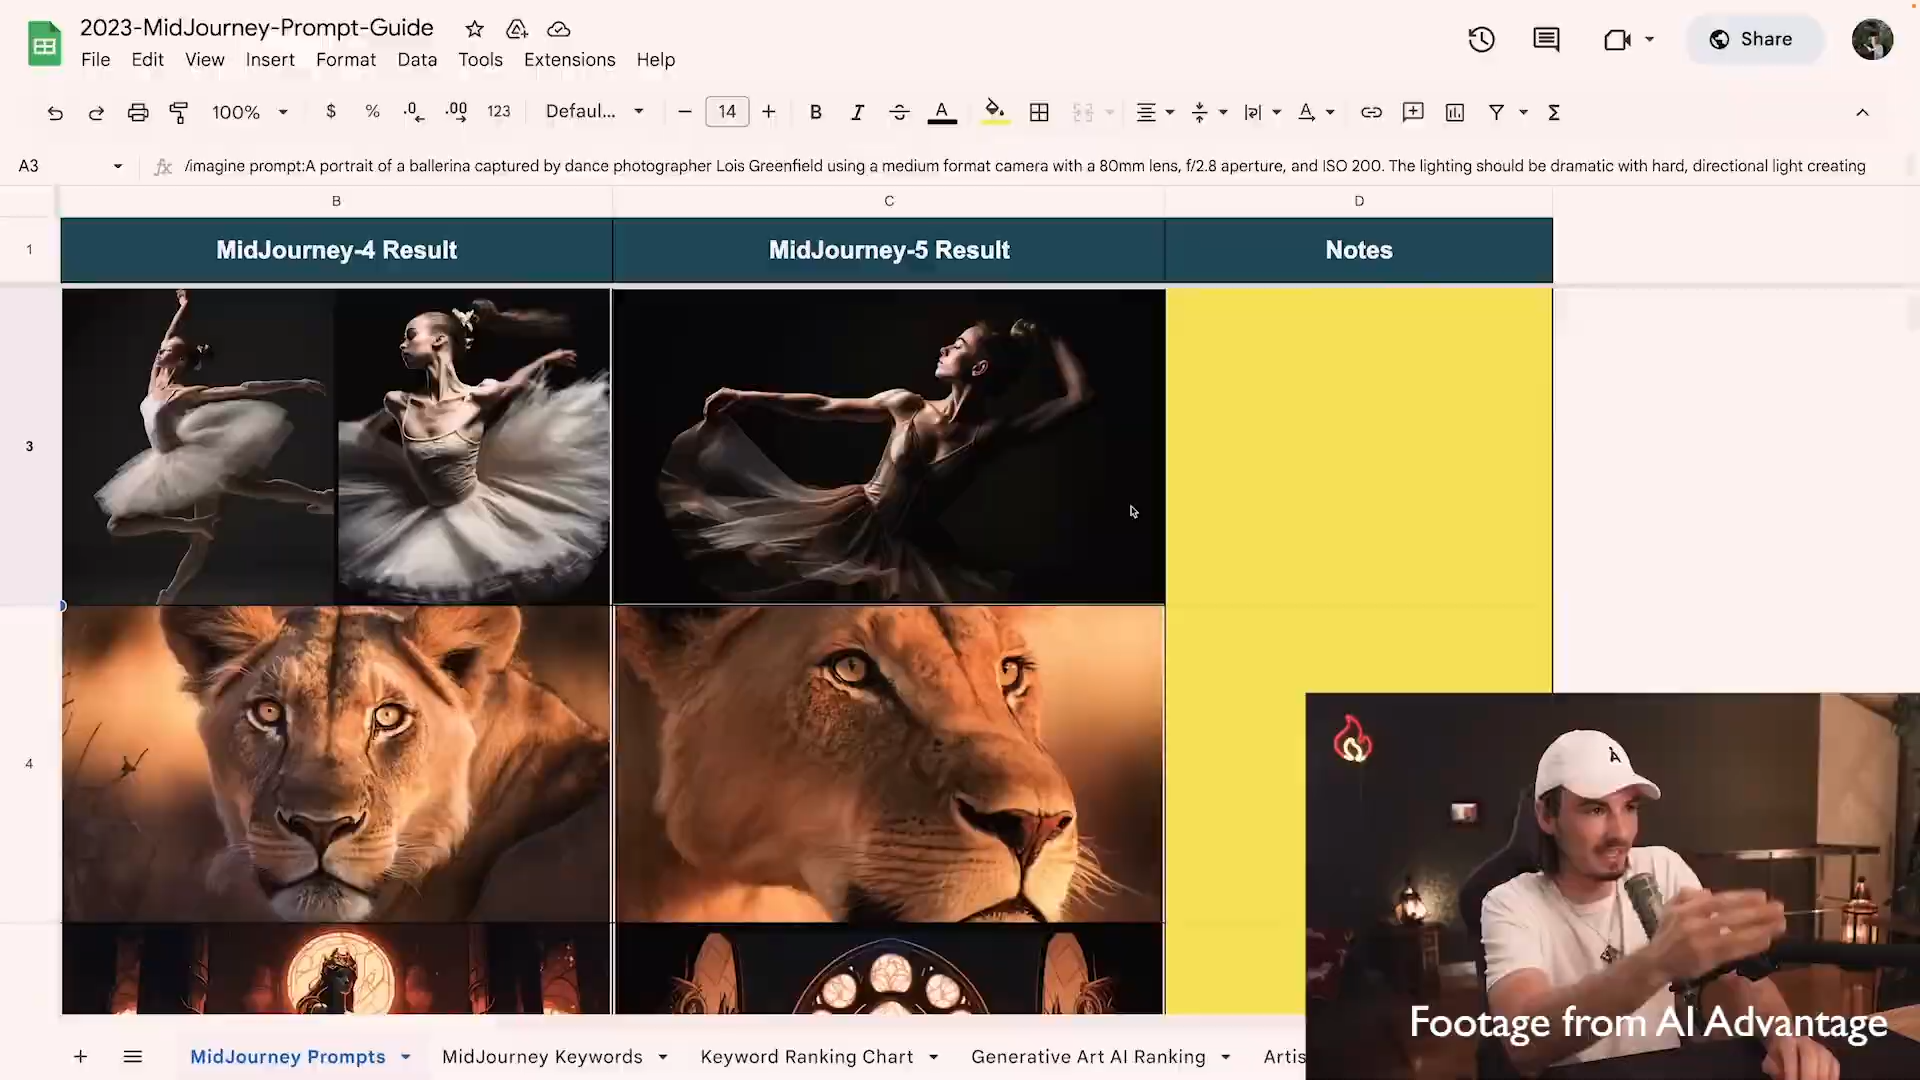 2023-MidJourney-Prompt-Guide
File Edit View Insert Format Data Tools Extensions Help
Share
100% $ % .0 .00 123 Defaul... 14 B I A
A3 fx /imagine prompt:A portrait of a ballerina captured by dance photographer Lois Greenfield using a medium format camera with a 80mm lens, f/2.8 aperture, and ISO 200. The lighting should be dramatic with hard, directional light creating
B C D
1 MidJourney-4 Result MidJourney-5 Result Notes
3
4
Footage from AI Advantage
MidJourney Prompts MidJourney Keywords Keyword Ranking Chart Generative Art AI Ranking Artis